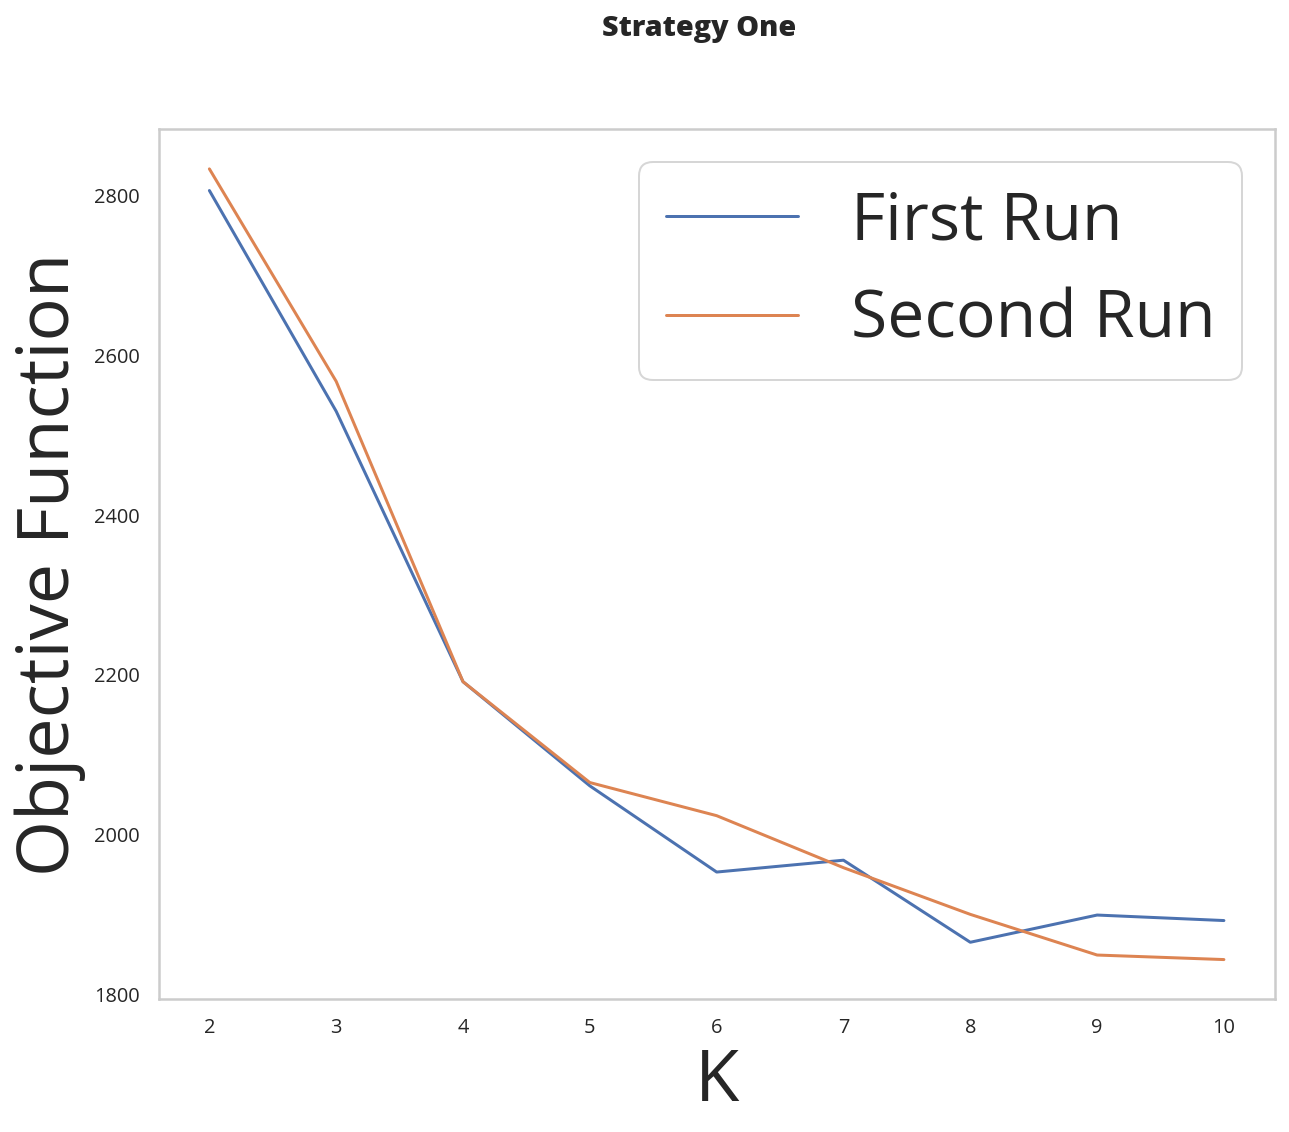 Strategy One
First Run
Second Run
Objective Function
2800
2600
2400
2200
2000
1800
2 3 4 5 6 7 8 9 10
K